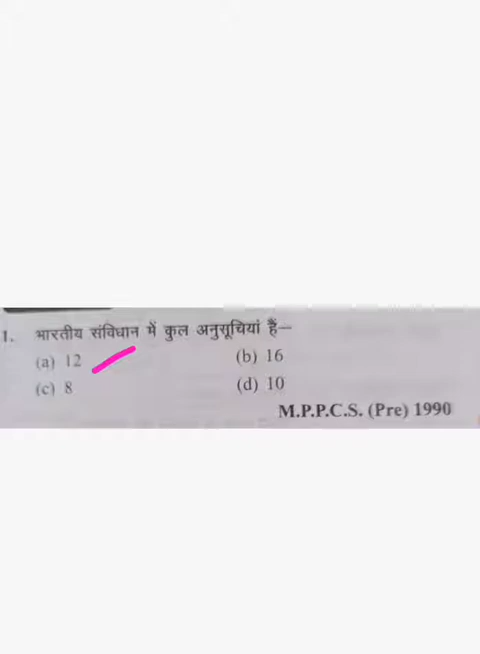 1. भारतीय संविधान में कुल अनुसूचियां हैं–
(a) 12 (b) 16
(c) 8 (d) 10
M.P.P.C.S. (Pre) 1990